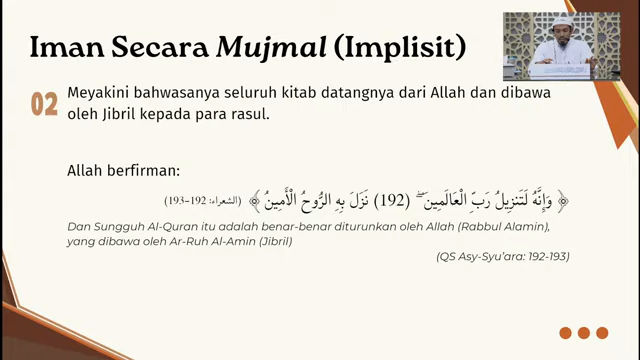 Iman Secara Mujmal (Implisit)
02
Meyakini bahwasanya seluruh kitab datangnya dari Allah dan dibawa
oleh Jibril kepada para rasul.
Allah berfirman:
﴿ وَإِنَّهُ لَتَنزِيلُ رَبِّ الْعَالَمِينَ ۖ (192) نَزَلَ بِهِ الرُّوحُ الْأَمِينُ ﴾ (الشعراء: 192-193)
Dan Sungguh Al-Quran itu adalah benar-benar diturunkan oleh Allah (Rabbul Alamin),
yang dibawa oleh Ar-Ruh Al-Amin (Jibril)
(QS Asy-Syu'ara: 192-193)